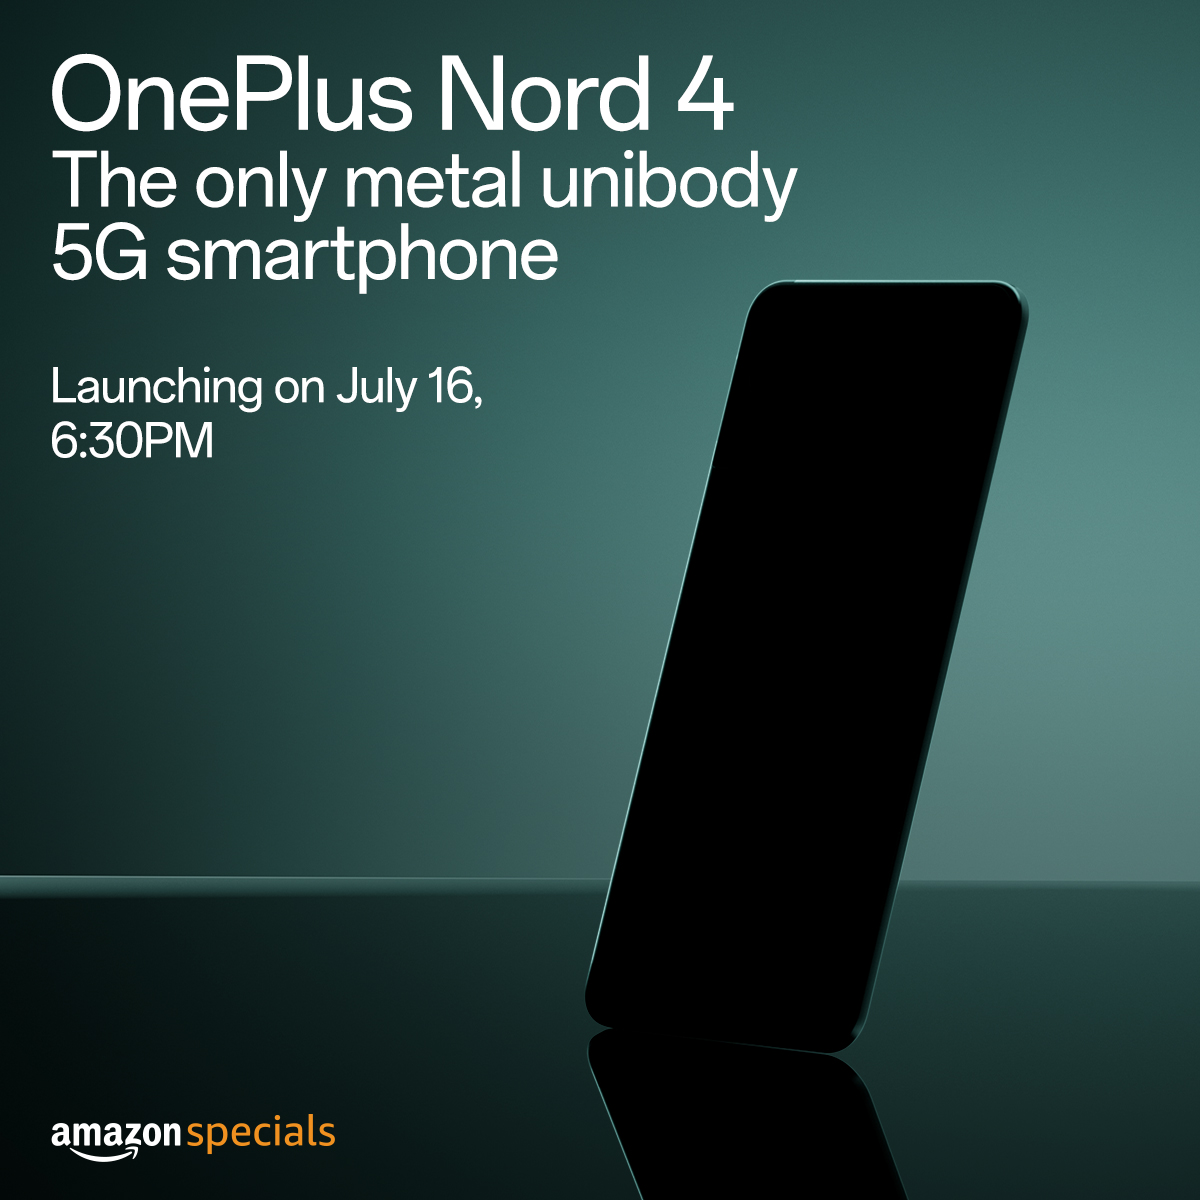 OnePlus Nord 4
The only metal unibody
5G smartphone
Launching on July 16,
6:30PM
amazon specials